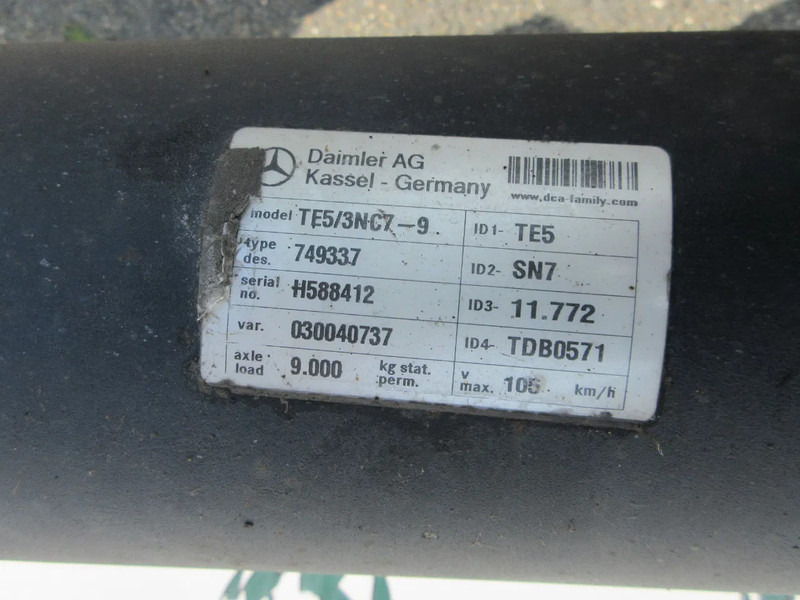 Daimler AG
Kassel - Germany
www.dca-family.com
model TE5/3NC7-9 ID1- TE5
type des. 749337 ID2- SN7
serial no. H588412 ID3- 11.772
var. 030040737 ID4- TDB0571
axle load 9.000 kg stat. perm. v max. 105 km/h